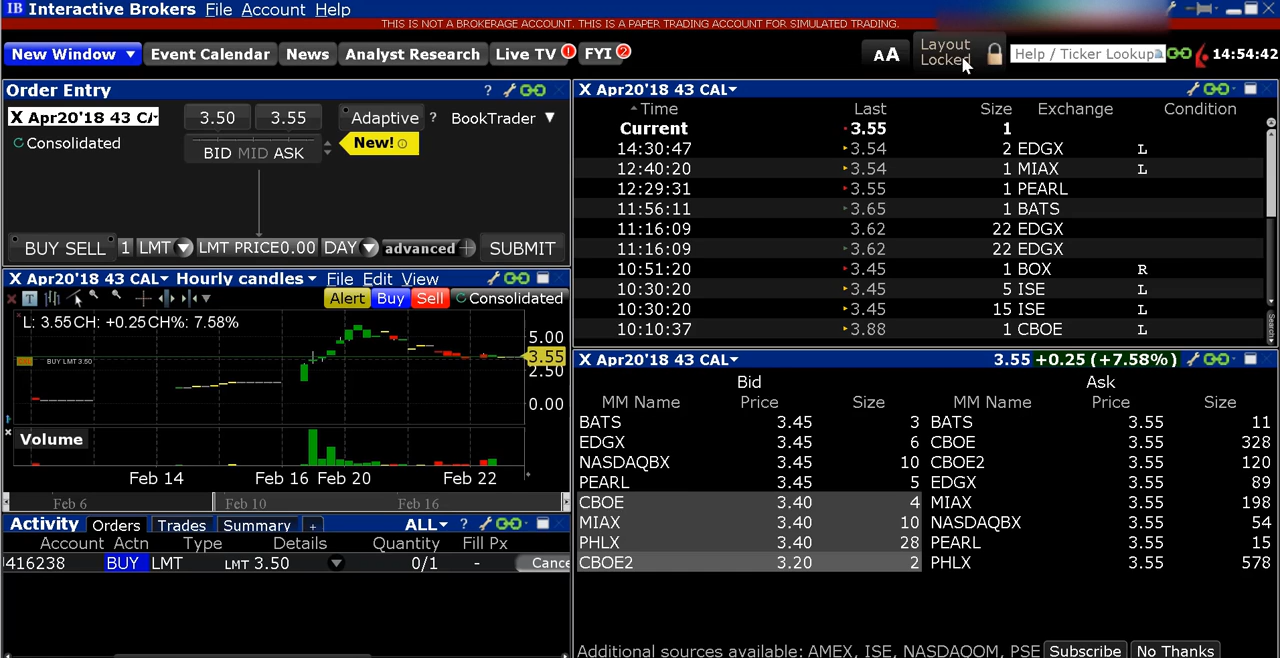 IB Interactive Brokers File Account Help
THIS IS NOT A BROKERAGE ACCOUNT, THIS IS A PAPER TRADING ACCOUNT FOR SIMULATED TRADING.
New Window Event Calendar News Analyst Research Live TV ! FYI 2 AA Layout Locked Help / Ticker Lookup 14:54:42
Order Entry ?
X Apr20'18 43 C 3.50 3.55 Adaptive ? BookTrader
Consolidated BID MID ASK New!
BUY SELL 1 LMT LMT PRICE0.00 DAY advanced SUBMIT
X Apr20'18 43 CAL Hourly candles File Edit View
T Alert Buy Sell Consolidated
L: 3.55 CH: +0.25 CH%: 7.58%
5.00
3.55
BUY LMT 3.50
2.50
0.00
Volume
Feb 14 Feb 16 Feb 20 Feb 22
Feb 6 Feb 10 Feb 16
Activity Orders Trades Summary + ALL ?
Account Actn Type Details Quantity Fill Px
416238 BUY LMT LMT 3.50 0/1 - Cance
X Apr20'18 43 CAL
Time Last Size Exchange Condition
Current 3.55 1
14:30:47 3.54 2 EDGX L
12:40:20 3.54 1 MIAX L
12:29:31 3.55 1 PEARL
11:56:11 3.65 1 BATS
11:16:09 3.62 22 EDGX
11:16:09 3.62 22 EDGX
10:51:20 3.45 1 BOX R
10:30:20 3.45 5 ISE L
10:30:20 3.45 15 ISE L
10:10:37 3.88 1 CBOE L
Search
X Apr20'18 43 CAL 3.55 +0.25 (+7.58%)
Bid Ask
MM Name Price Size MM Name Price Size
BATS 3.45 3 BATS 3.55 11
EDGX 3.45 6 CBOE 3.55 328
NASDAQBX 3.45 10 CBOE2 3.55 120
PEARL 3.45 5 EDGX 3.55 89
CBOE 3.40 4 MIAX 3.55 198
MIAX 3.40 10 NASDAQBX 3.55 54
PHLX 3.40 28 PEARL 3.55 15
CBOE2 3.20 2 PHLX 3.55 578
Additional sources available: AMEX, ISE, NASDAQOM, PSE Subscribe No Thanks